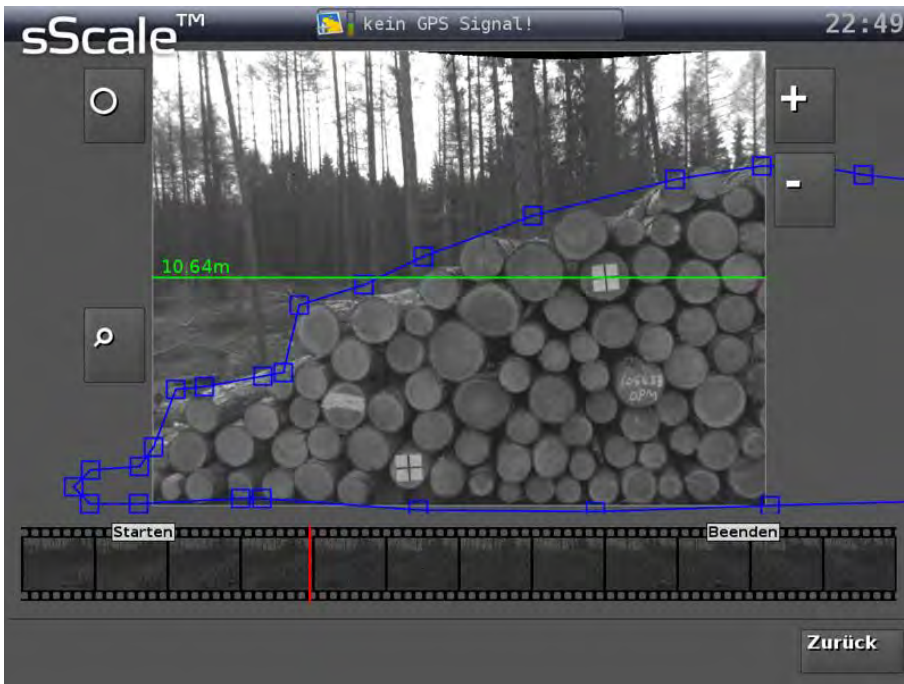 sScale™
kein GPS Signal!
22:49
+
-
10,64m
Starten
Beenden
Zurück